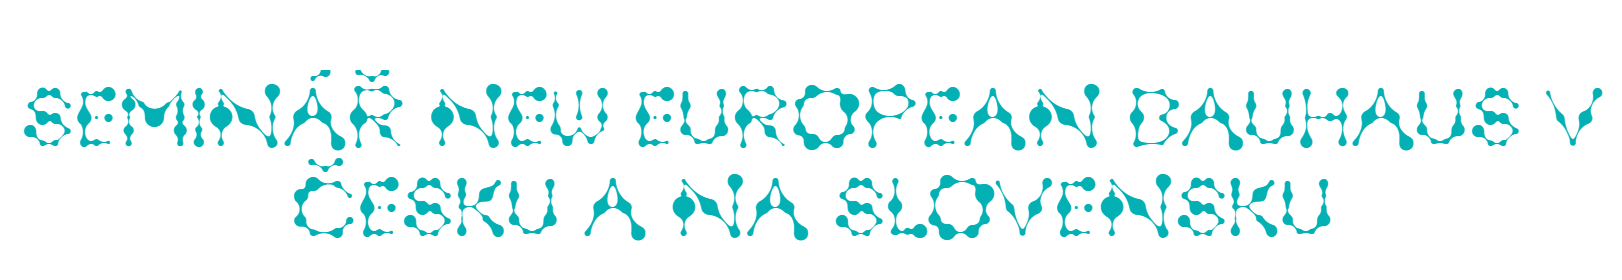 SEMINÁŘ NEW EUROPEAN BAUHAUS V
ČESKU A NA SLOVENSKU